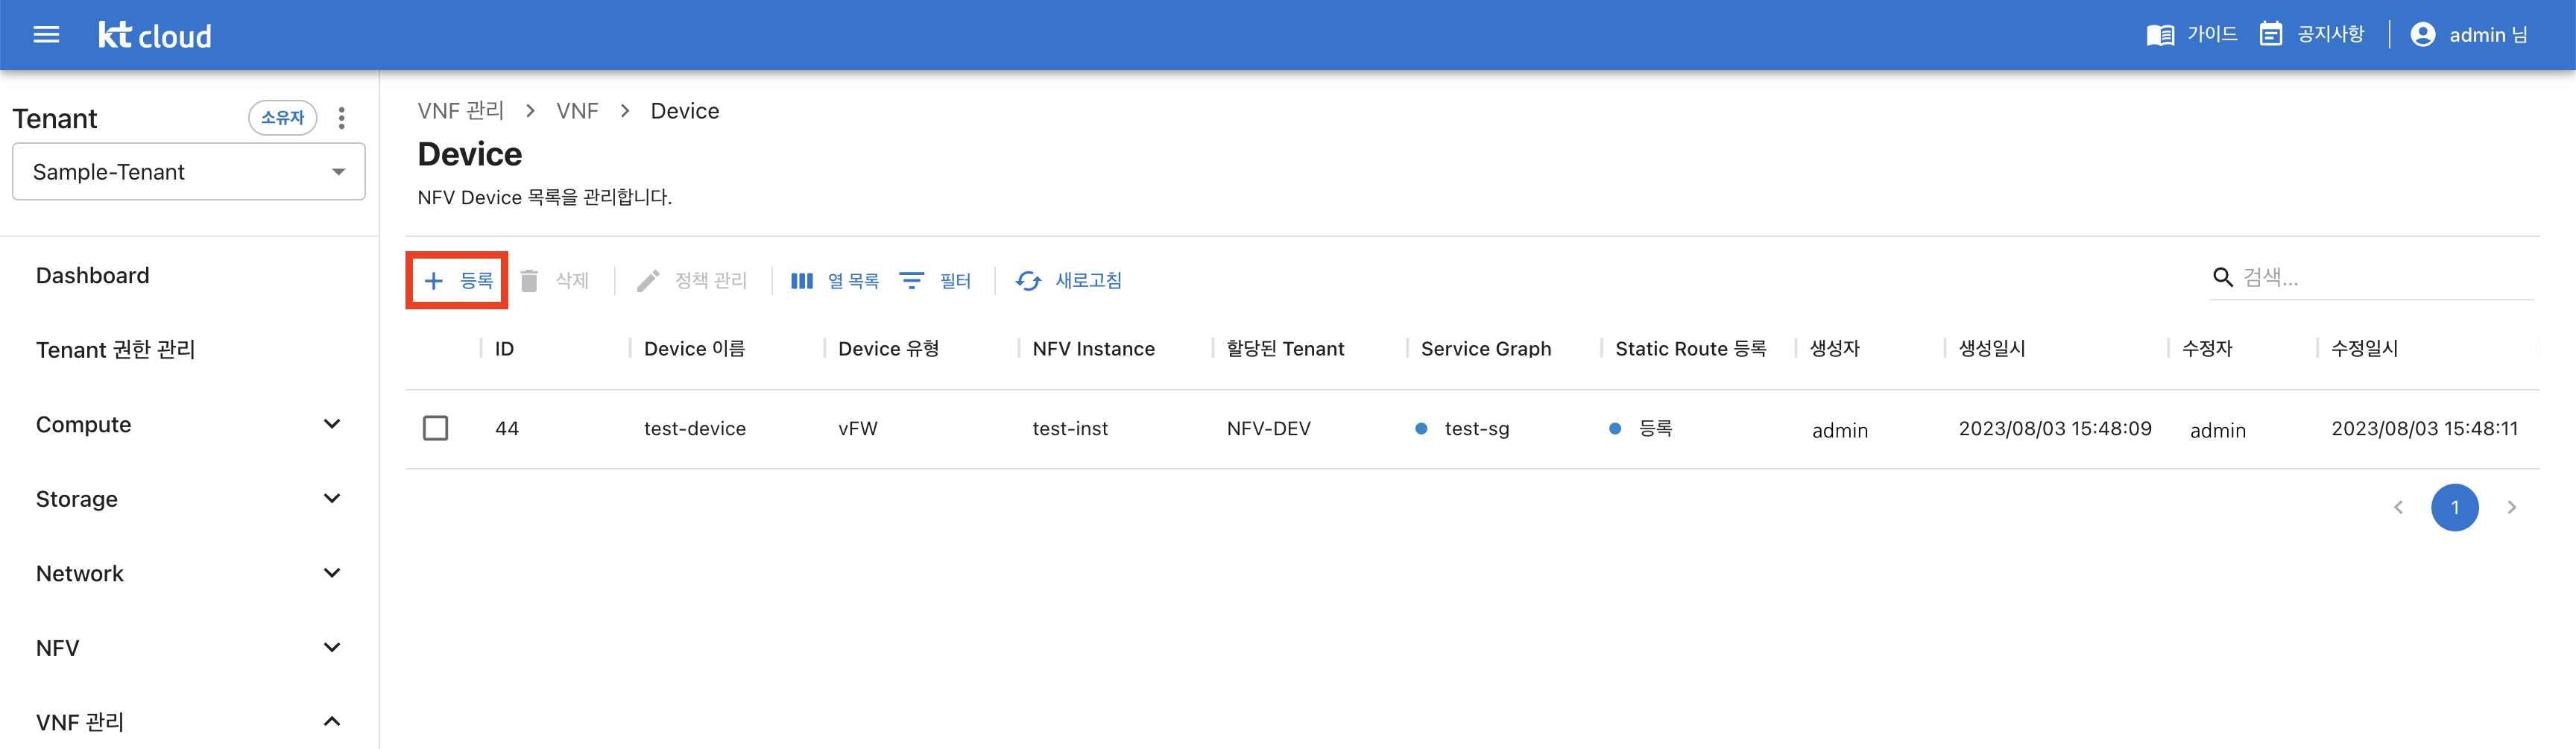 kt cloud
가이드 공지사항 admin 님
Tenant 소유자
Sample-Tenant
Dashboard
Tenant 권한 관리
Compute
Storage
Network
NFV
VNF 관리
VNF 관리 > VNF > Device
Device
NFV Device 목록을 관리합니다.
+ 등록 삭제 정책 관리 열 목록 필터 새로고침 검색...
ID Device 이름 Device 유형 NFV Instance 할당된 Tenant Service Graph Static Route 등록 생성자 생성일시 수정자 수정일시
44 test-device vFW test-inst NFV-DEV test-sg 등록 admin 2023/08/03 15:48:09 admin 2023/08/03 15:48:11
< 1 >